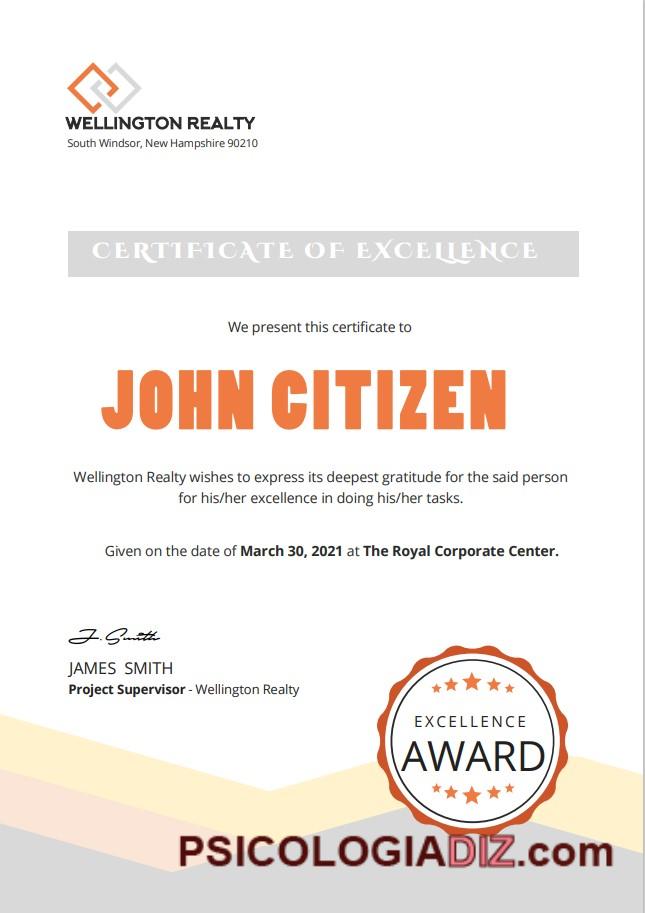 WELLINGTON REALTY
South Windsor, New Hampshire 90210
CERTIFICATE OF EXCELLENCE
We present this certificate to
JOHN CITIZEN
Wellington Realty wishes to express its deepest gratitude for the said person
for his/her excellence in doing his/her tasks.
Given on the date of March 30, 2021 at The Royal Corporate Center.
J. Smith
JAMES SMITH
Project Supervisor - Wellington Realty
EXCELLENCE
AWARD
PSICOLOGIADIZ.com